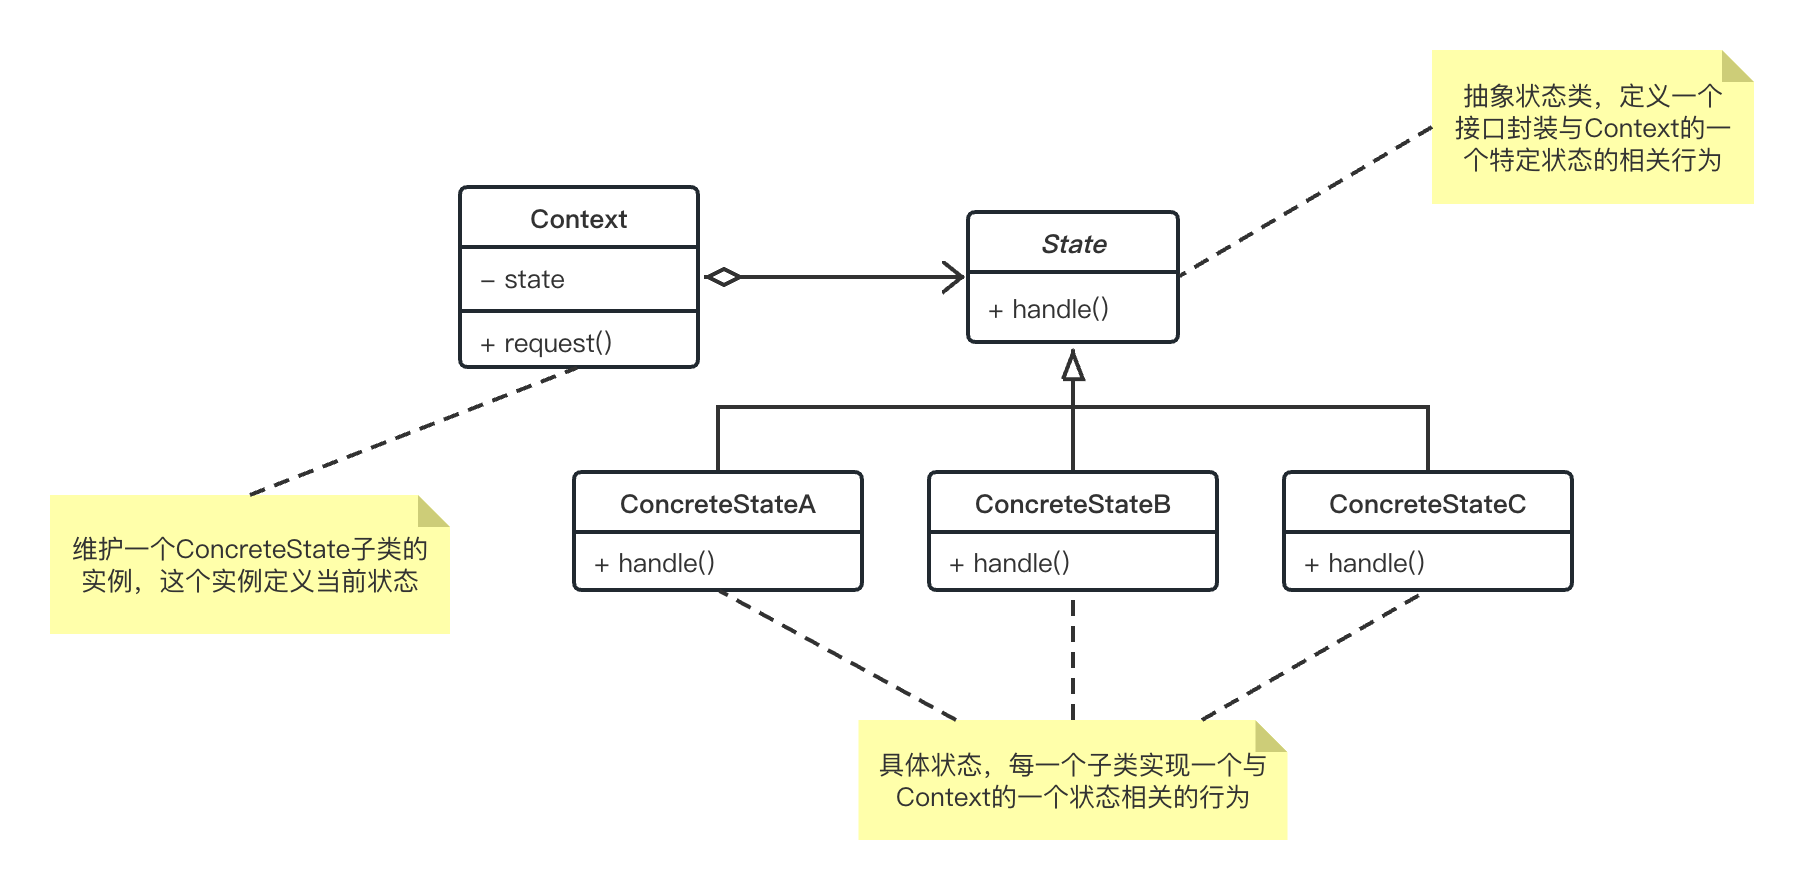 抽象状态类，定义一个
接口封装与Context的一
个特定状态的相关行为
Context
– state
+ request()
State
+ handle()
ConcreteStateA
+ handle()
ConcreteStateB
+ handle()
ConcreteStateC
+ handle()
维护一个ConcreteState子类的
实例，这个实例定义当前状态
具体状态，每一个子类实现一个与
Context的一个状态相关的行为